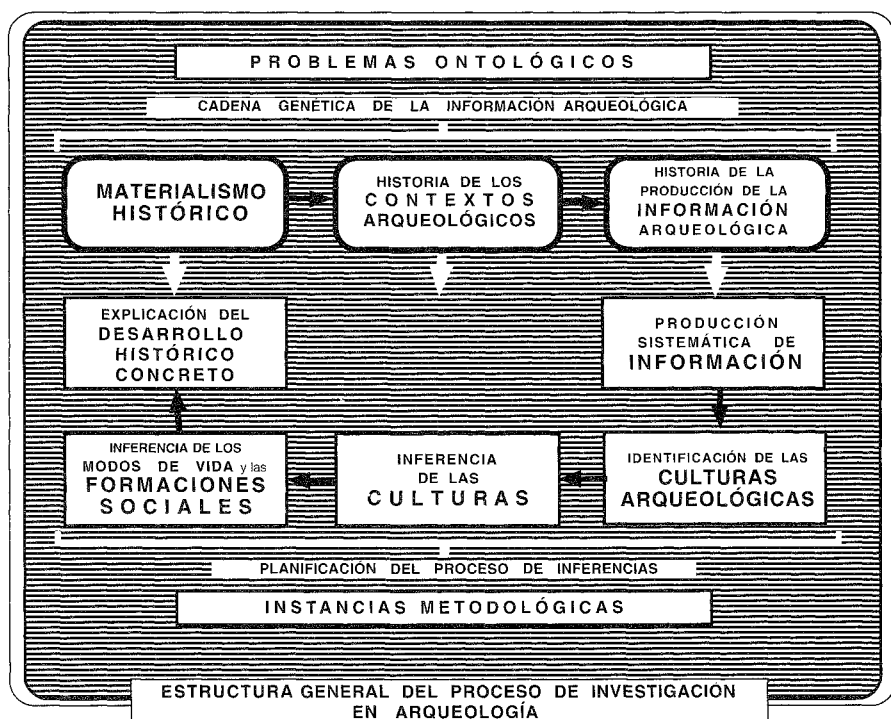 PROBLEMAS ONTOLÓGICOS
CADENA GENÉTICA DE LA INFORMACIÓN ARQUEOLÓGICA
MATERIALISMO
HISTÓRICO
HISTORIA DE LOS
CONTEXTOS
ARQUEOLÓGICOS
HISTORIA DE LA
PRODUCCIÓN DE LA
INFORMACIÓN
ARQUEOLÓGICA
EXPLICACIÓN DEL
DESARROLLO
HISTÓRICO
CONCRETO
PRODUCCIÓN
SISTEMÁTICA DE
INFORMACIÓN
INFERENCIA DE LOS
MODOS DE VIDA y las
FORMACIONES
SOCIALES
INFERENCIA
DE LAS
CULTURAS
IDENTIFICACIÓN DE LAS
CULTURAS
ARQUEOLÓGICAS
PLANIFICACIÓN DEL PROCESO DE INFERENCIAS
INSTANCIAS METODOLÓGICAS
ESTRUCTURA GENERAL DEL PROCESO DE INVESTIGACIÓN
EN ARQUEOLOGÍA